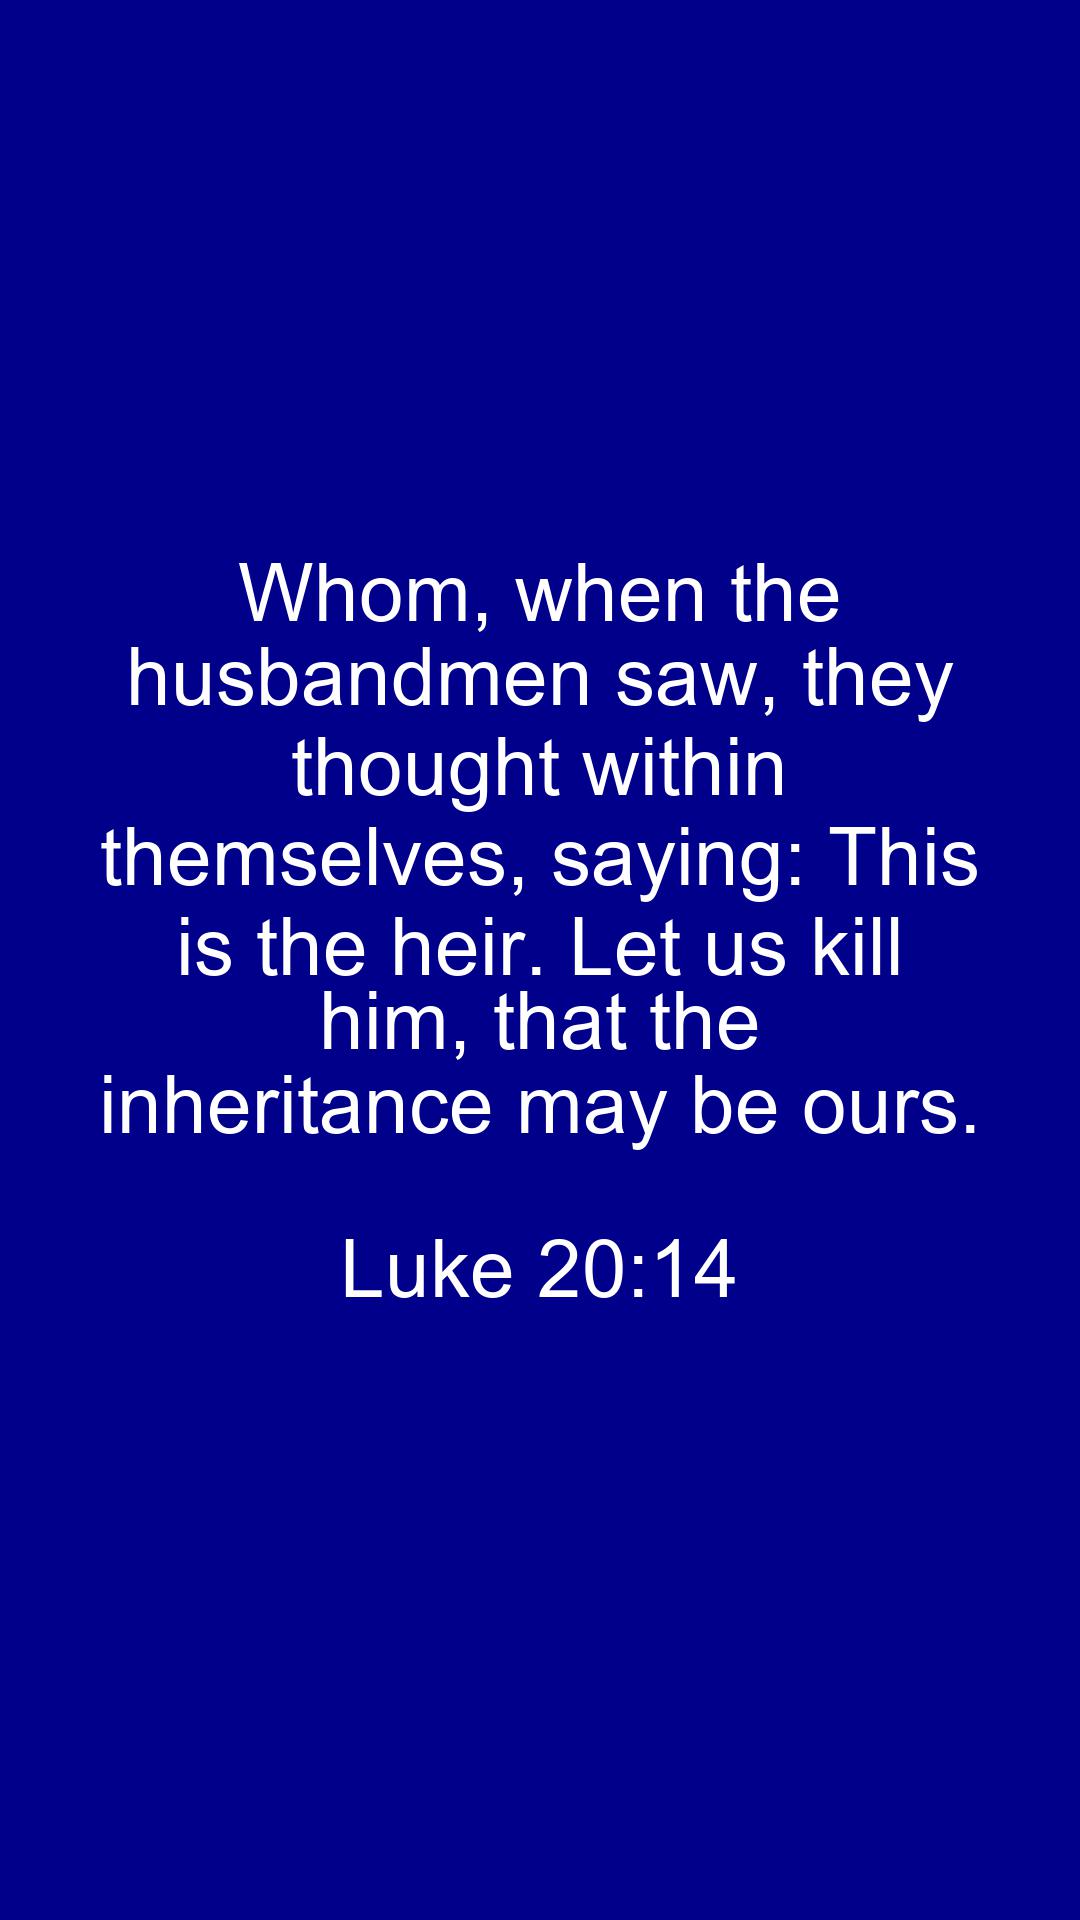 Whom, when the
husbandmen saw, they
thought within
themselves, saying: This
is the heir. Let us kill
him, that the
inheritance may be ours.
Luke 20:14